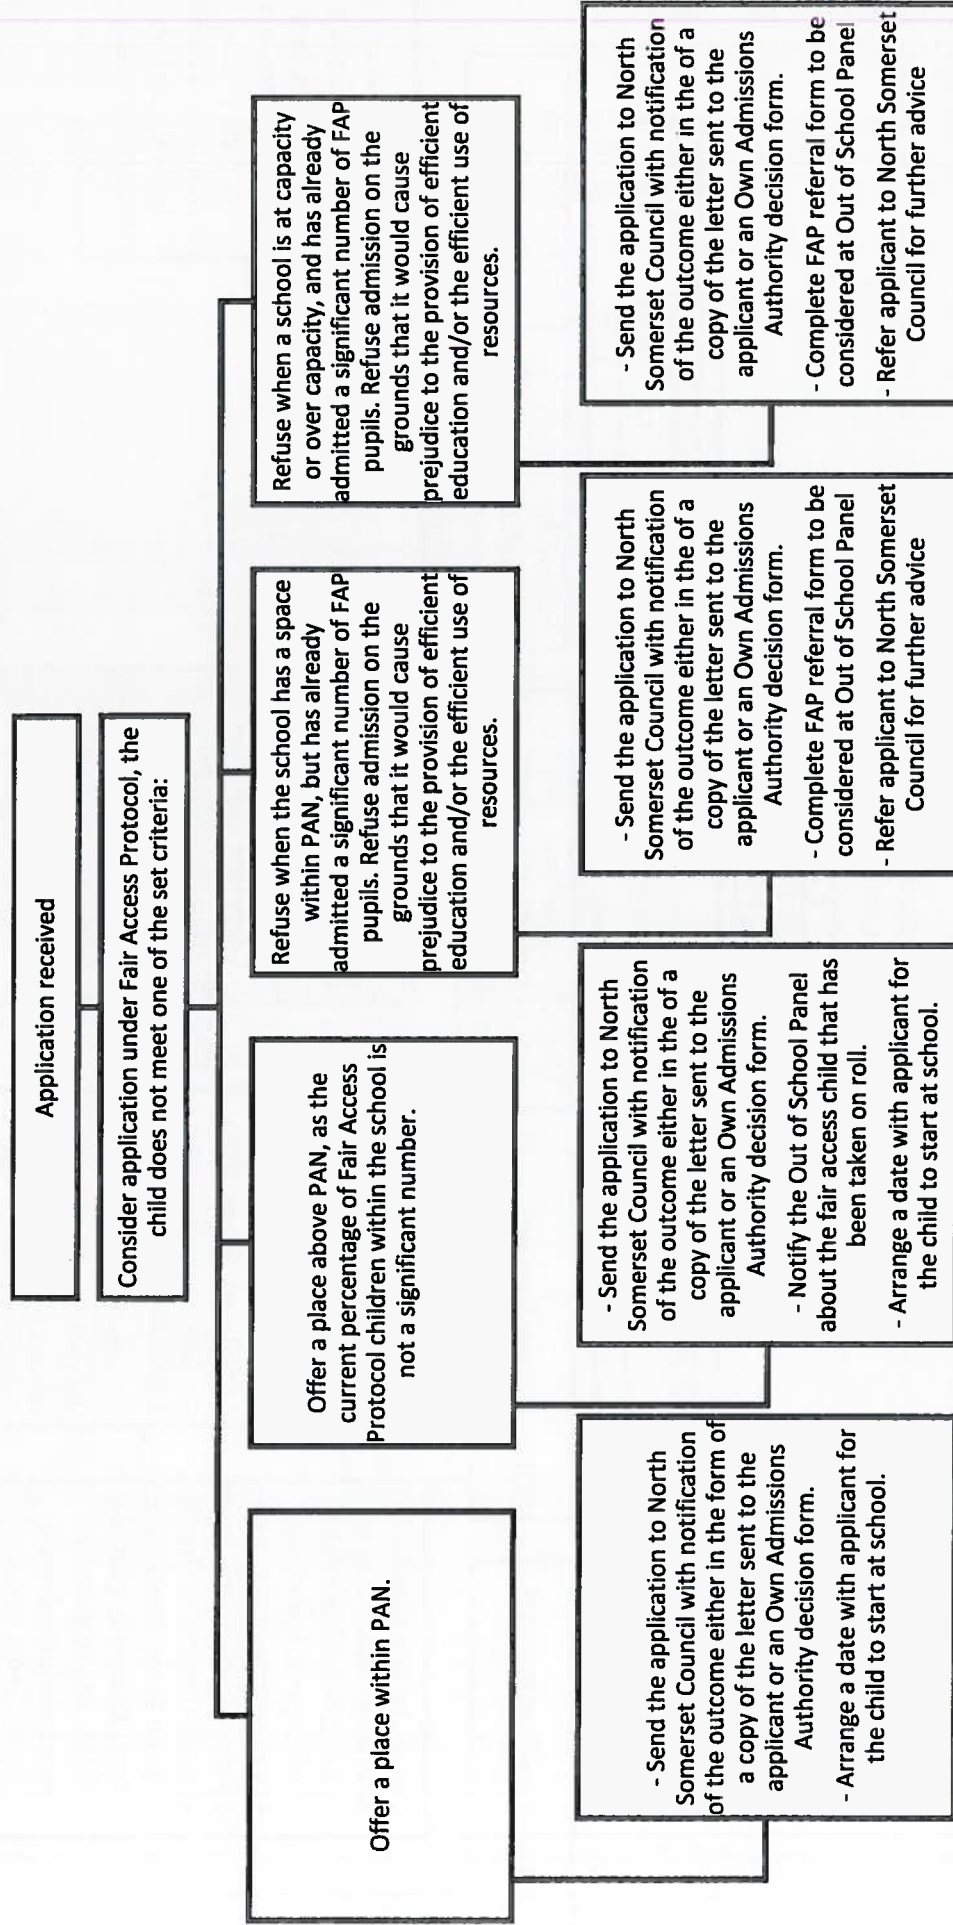 Application received
Consider application under Fair Access Protocol, the
child does not meet one of the set criteria:
Offer a place within PAN.
- Send the application to North
Somerset Council with notification
of the outcome either in the form of
a copy of the letter sent to the
applicant or an Own Admissions
Authority decision form.
- Arrange a date with applicant for
the child to start at school.
Offer a place above PAN, as the
current percentage of Fair Access
Protocol children within the school is
not a significant number.
- Send the application to North
Somerset Council with notification
of the outcome either in the of a
copy of the letter sent to the
applicant or an Own Admissions
Authority decision form.
- Notify the Out of School Panel
about the fair access child that has
been taken on roll.
- Arrange a date with applicant for
the child to start at school.
Refuse when the school has a space
within PAN, but has already
admitted a significant number of FAP
pupils. Refuse admission on the
grounds that it would cause
prejudice to the provision of efficient
education and/or the efficient use of
resources.
- Send the application to North
Somerset Council with notification
of the outcome either in the of a
copy of the letter sent to the
applicant or an Own Admissions
Authority decision form.
- Complete FAP referral form to be
considered at Out of School Panel
- Refer applicant to North Somerset
Council for further advice
Refuse when a school is at capacity
or over capacity, and has already
admitted a significant number of FAP
pupils. Refuse admission on the
grounds that it would cause
prejudice to the provision of efficient
education and/or the efficient use of
resources.
- Send the application to North
Somerset Council with notification
of the outcome either in the of a
copy of the letter sent to the
applicant or an Own Admissions
Authority decision form.
- Complete FAP referral form to be
considered at Out of School Panel
- Refer applicant to North Somerset
Council for further advice